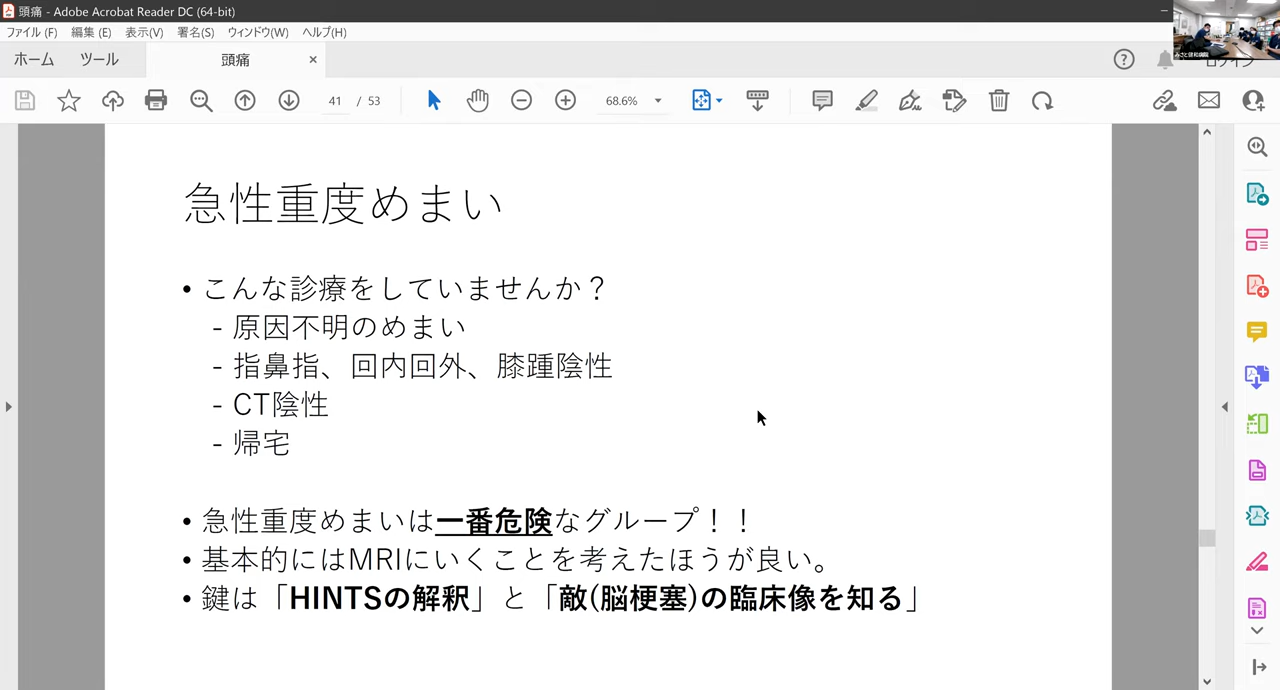 頭痛 - Adobe Acrobat Reader DC (64-bit)
ファイル (F) 編集 (E) 表示(V) 署名(S) ウィンドウ(W) ヘルプ(H)
ホーム ツール 頭痛 ×
ログイン
41 / 53 68.6%
急性重度めまい
• こんな診療をしていませんか？
- 原因不明のめまい
- 指鼻指、回内回外、膝踵陰性
- CT陰性
- 帰宅
• 急性重度めまいは一番危険なグループ！！
• 基本的にはMRIにいくことを考えたほうが良い。
• 鍵は「HINTSの解釈」と「敵(脳梗塞)の臨床像を知る」